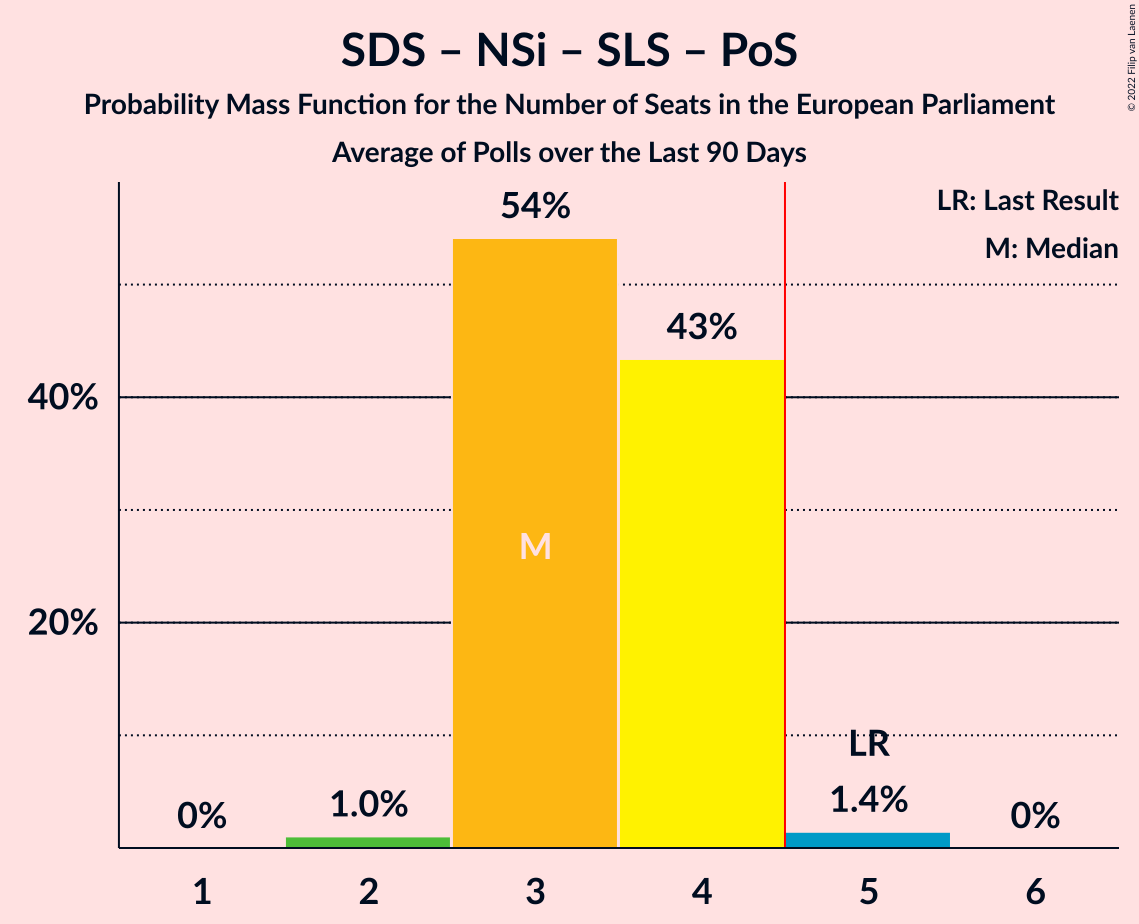 SDS – NSi – SLS – PoS
Probability Mass Function for the Number of Seats in the European Parliament
Average of Polls over the Last 90 Days
© 2022 Filip van Laenen
LR: Last Result
M: Median
54%
43%
40%
M
20%
LR
0%
1.0%
1.4%
0%
1 2 3 4 5 6